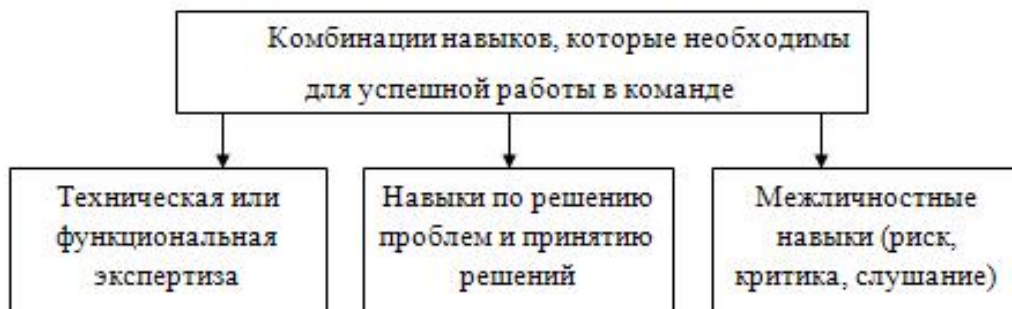 Комбинации навыков, которые необходимы
для успешной работы в команде
Техническая или
функциональная
экспертиза
Навыки по решению
проблем и принятию
решений
Межличностные
навыки (риск,
критика, слушание)